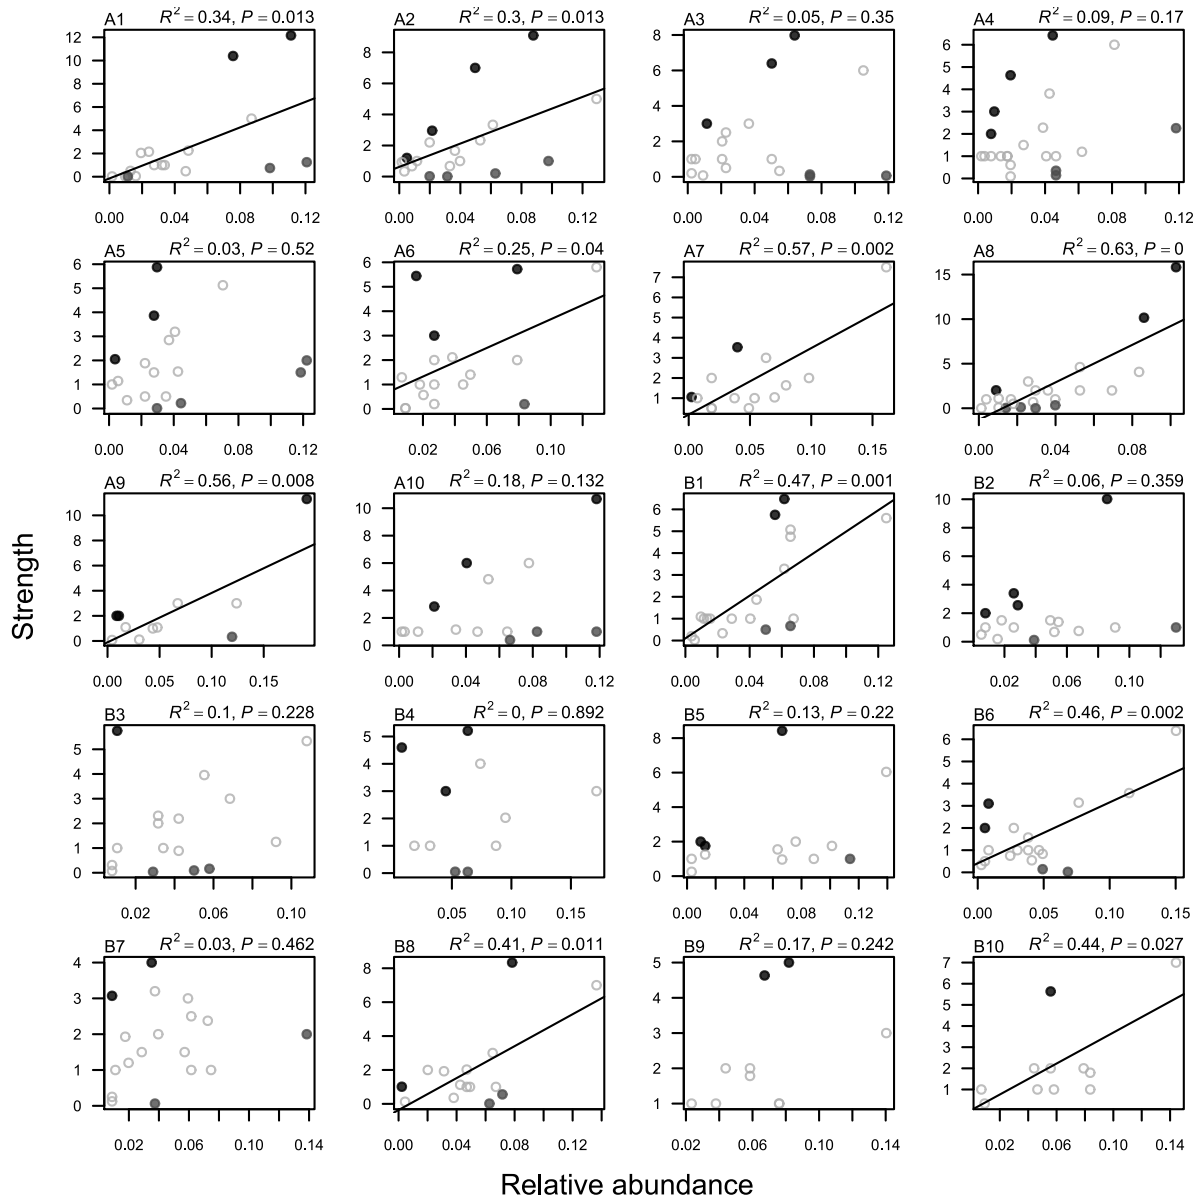 A1 R² = 0.34, P = 0.013
A2 R² = 0.3, P = 0.013
A3 R² = 0.05, P = 0.35
A4 R² = 0.09, P = 0.17
12
10
8
6
4
2
0
8
6
4
2
0
8
6
4
2
0
6
5
4
3
2
1
0
0.00 0.04 0.08 0.12
0.00 0.04 0.08 0.12
0.00 0.04 0.08 0.12
0.00 0.04 0.08 0.12
A5 R² = 0.03, P = 0.52
A6 R² = 0.25, P = 0.04
A7 R² = 0.57, P = 0.002
A8 R² = 0.63, P = 0
6
5
4
3
2
1
0
6
5
4
3
2
1
0
7
6
5
4
3
2
1
15
10
5
0
0.00 0.04 0.08 0.12
0.02 0.06 0.10
0.00 0.05 0.10 0.15
0.00 0.04 0.08
A9 R² = 0.56, P = 0.008
A10 R² = 0.18, P = 0.132
B1 R² = 0.47, P = 0.001
B2 R² = 0.06, P = 0.359
10
8
6
4
2
0
10
8
6
4
2
0
6
5
4
3
2
1
0
10
8
6
4
2
0
0.00 0.05 0.10 0.15
0.00 0.04 0.08 0.12
0.00 0.04 0.08 0.12
0.02 0.06 0.10
Strength
B3 R² = 0.1, P = 0.228
B4 R² = 0, P = 0.892
B5 R² = 0.13, P = 0.22
B6 R² = 0.46, P = 0.002
5
4
3
2
1
0
5
4
3
2
1
0
8
6
4
2
0
6
5
4
3
2
1
0
0.02 0.06 0.10
0.05 0.10 0.15
0.00 0.04 0.08 0.12
0.00 0.05 0.10 0.15
B7 R² = 0.03, P = 0.462
B8 R² = 0.41, P = 0.011
B9 R² = 0.17, P = 0.242
B10 R² = 0.44, P = 0.027
4
3
2
1
0
8
6
4
2
0
5
4
3
2
1
7
6
5
4
3
2
1
0.02 0.06 0.10 0.14
0.00 0.04 0.08 0.12
0.02 0.06 0.10 0.14
0.02 0.06 0.10 0.14
Relative abundance